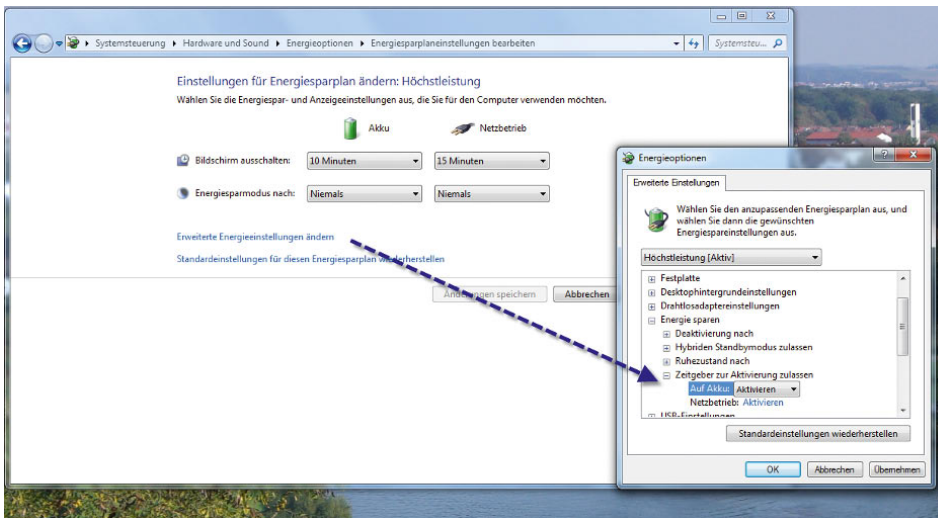 Systemsteuerung ▸ Hardware und Sound ▸ Energieoptionen ▸ Energiesparplaneinstellungen bearbeiten
Systemsteu...
Einstellungen für Energiesparplan ändern: Höchstleistung
Wählen Sie die Energiespar- und Anzeigeeinstellungen aus, die Sie für den Computer verwenden möchten.
Akku Netzbetrieb
Bildschirm ausschalten: 10 Minuten 15 Minuten
Energiesparmodus nach: Niemals Niemals
Erweiterte Energieeinstellungen ändern
Standardeinstellungen für diesen Energiesparplan wiederherstellen
Änderungen speichern Abbrechen
Energieoptionen
Erweiterte Einstellungen
Wählen Sie den anzupassenden Energiesparplan aus, und
wählen Sie dann die gewünschten
Energiespareinstellungen aus.
Höchstleistung [Aktiv]
Festplatte
Desktophintergrundeinstellungen
Drahtlosadaptereinstellungen
Energie sparen
Deaktivierung nach
Hybriden Standbymodus zulassen
Ruhezustand nach
Zeitgeber zur Aktivierung zulassen
Auf Akku: Aktivieren
Netzbetrieb: Aktivieren
USB-Einstellungen
Standardeinstellungen wiederherstellen
OK Abbrechen Übernehmen